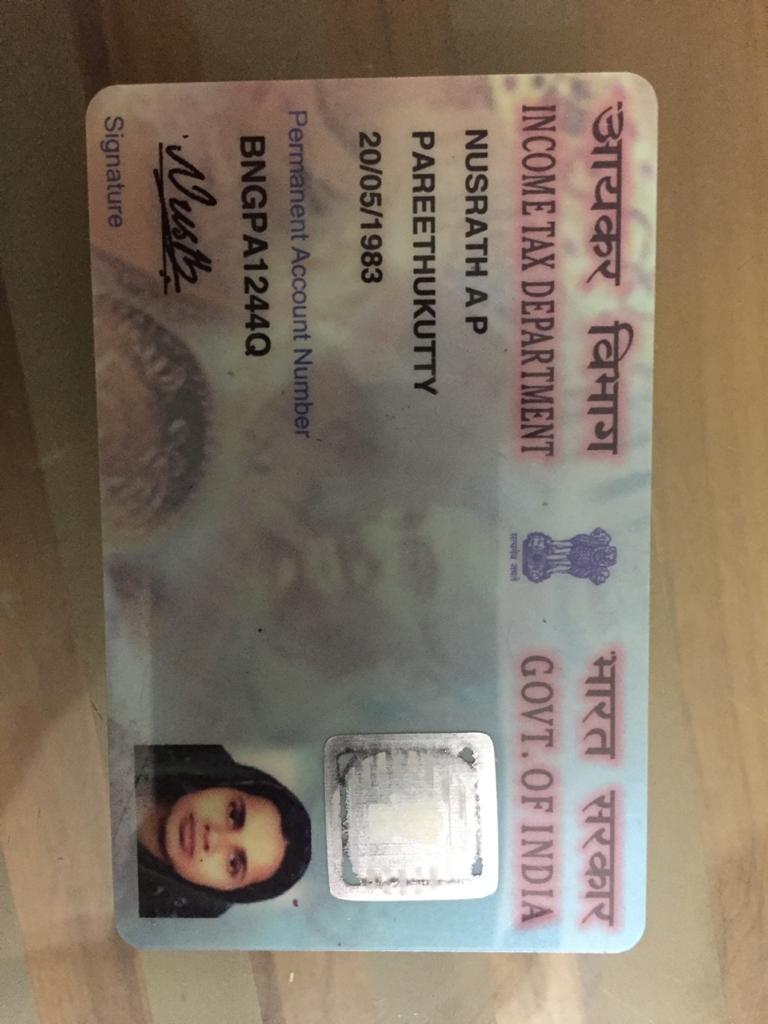 आयकर विभाग
INCOME TAX DEPARTMENT
सत्यमेव जयते
भारत सरकार
GOVT. OF INDIA
NUSRATH A P
PAREETHUKUTTY
20/05/1983
Permanent Account Number
BNGPA1244Q
Signature